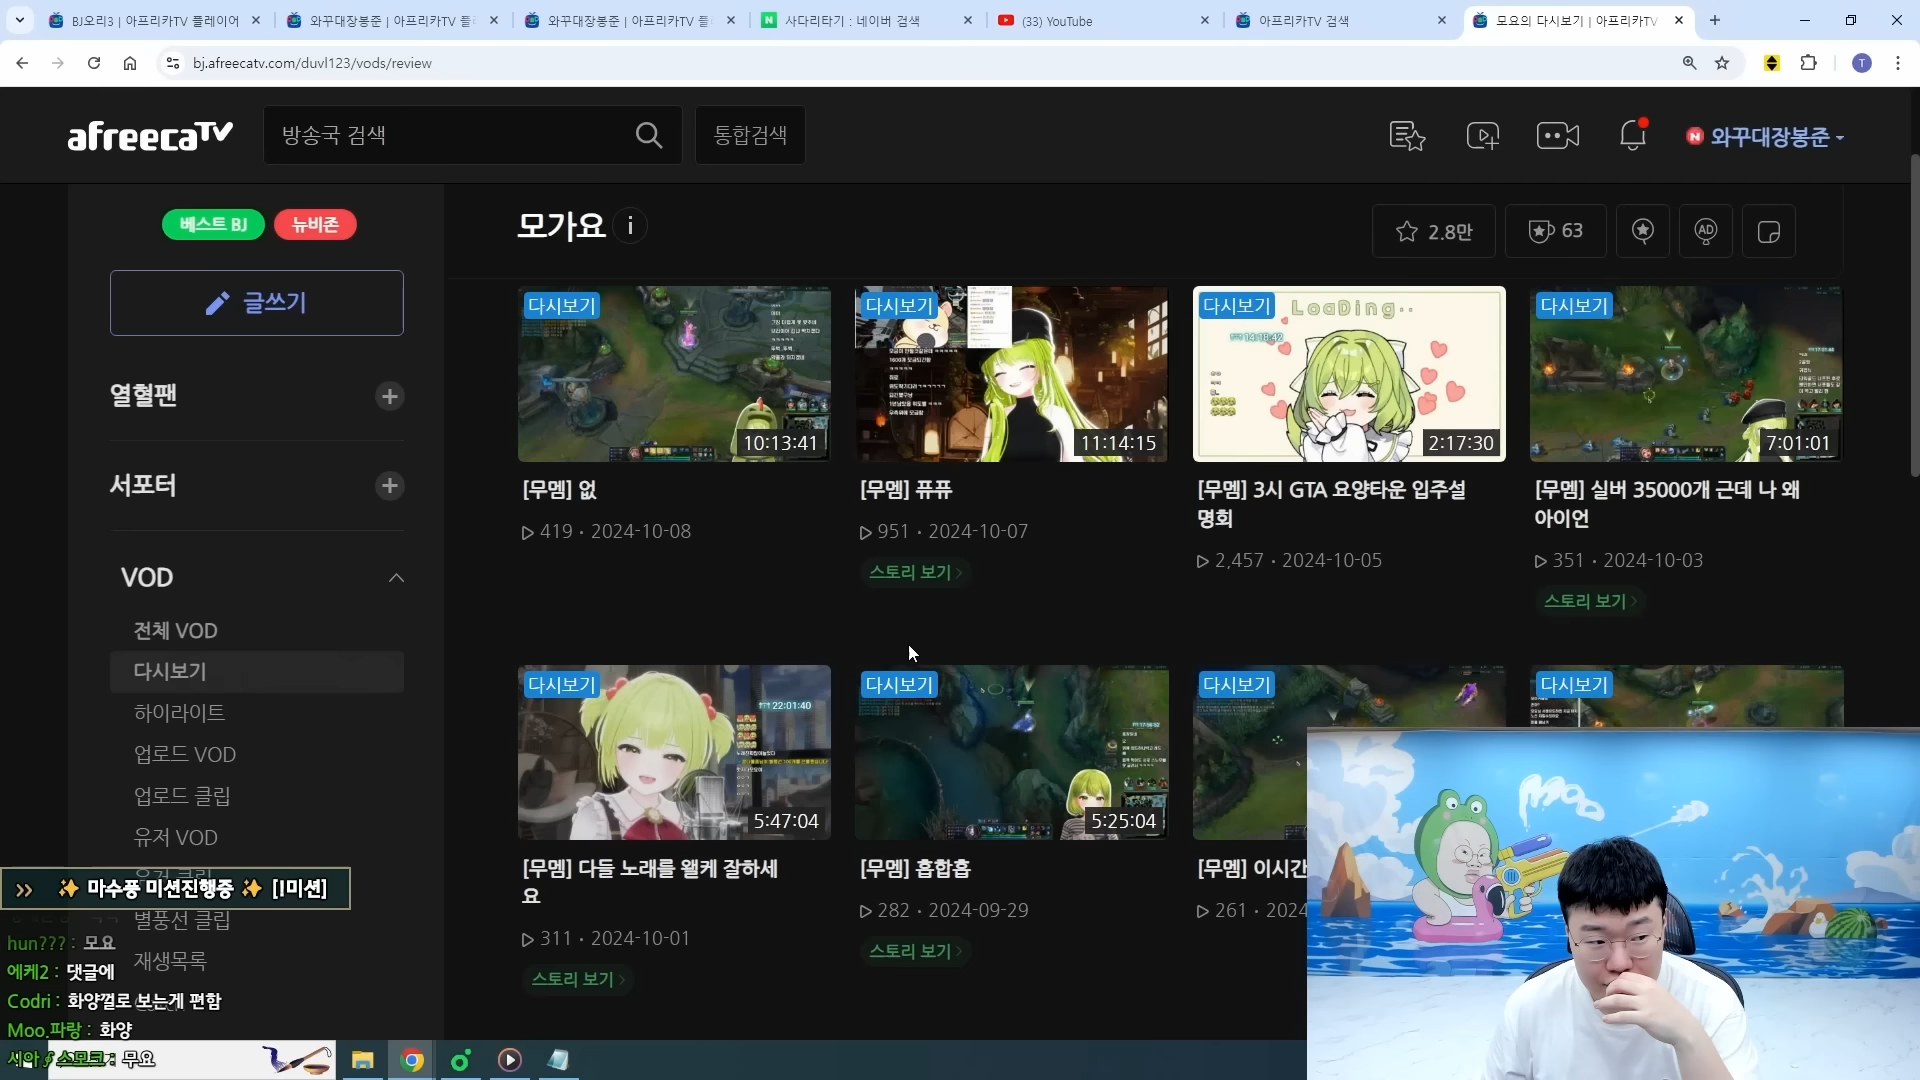 BJ오리3 | 아프리카TV 플레이어
와꾸대장봉준 | 아프리카TV 플레
와꾸대장봉준 | 아프리카TV 플
사다리타기 : 네이버 검색
(33) YouTube
아프리카TV 검색
모요의 다시보기 | 아프리카TV
bj.afreecatv.com/duvl123/vods/review
T
afreecaTV
방송국 검색
통합검색
N 와꾸대장봉준
베스트 BJ
뉴비존
모가요
2.8만
63
AD
글쓰기
열혈팬
서포터
VOD
전체 VOD
다시보기
하이라이트
업로드 VOD
업로드 클립
유저 VOD
별풍선 클립
재생목록
다시보기
10:13:41
[무멤] 없
419 · 2024-10-08
다시보기
11:14:15
[무멤] 퓨퓨
951 · 2024-10-07
스토리 보기
다시보기
LoaDing..
14:18:42
2:17:30
[무멤] 3시 GTA 요양타운 입주설
명회
2,457 · 2024-10-05
다시보기
7:01:01
[무멤] 실버 35000개 근데 나 왜
아이언
351 · 2024-10-03
스토리 보기
다시보기
22:01:40
5:47:04
[무멤] 다들 노래를 왤케 잘하세
요
311 · 2024-10-01
스토리 보기
다시보기
5:25:04
[무멤] 흡합흡
282 · 2024-09-29
스토리 보기
다시보기
[무멤] 이시간
261 · 2024
다시보기
마수풍 미션진행중 [!미션]
hun??? : 모요
에케2 : 댓글에
Codri : 화양껄로 보는게 편함
Moo.파랑 : 화양
시아♪스모크 : 무요